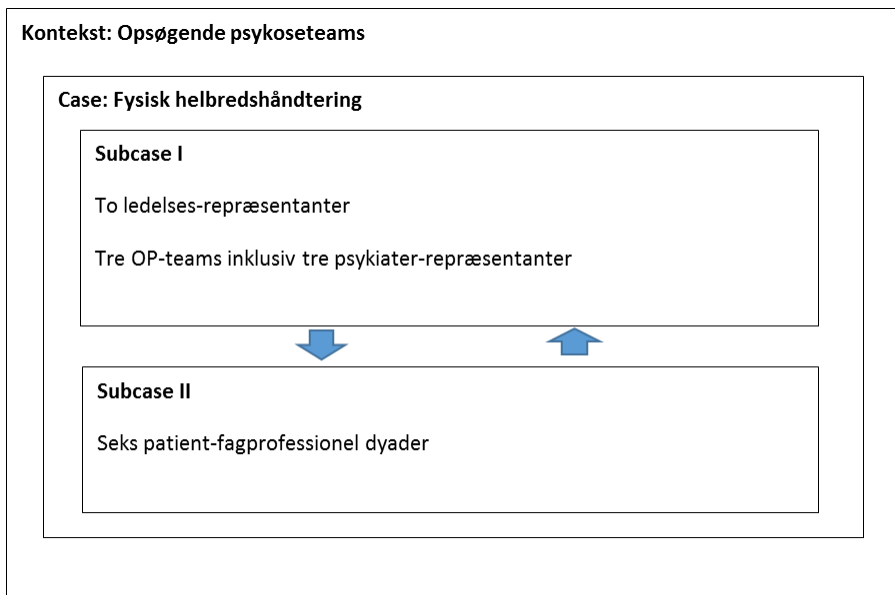 Kontekst: Opsøgende psykoseteams
Case: Fysisk helbredshåndtering
Subcase I
To ledelses-repræsentanter
Tre OP-teams inklusiv tre psykiater-repræsentanter
Subcase II
Seks patient-fagprofessionel dyader